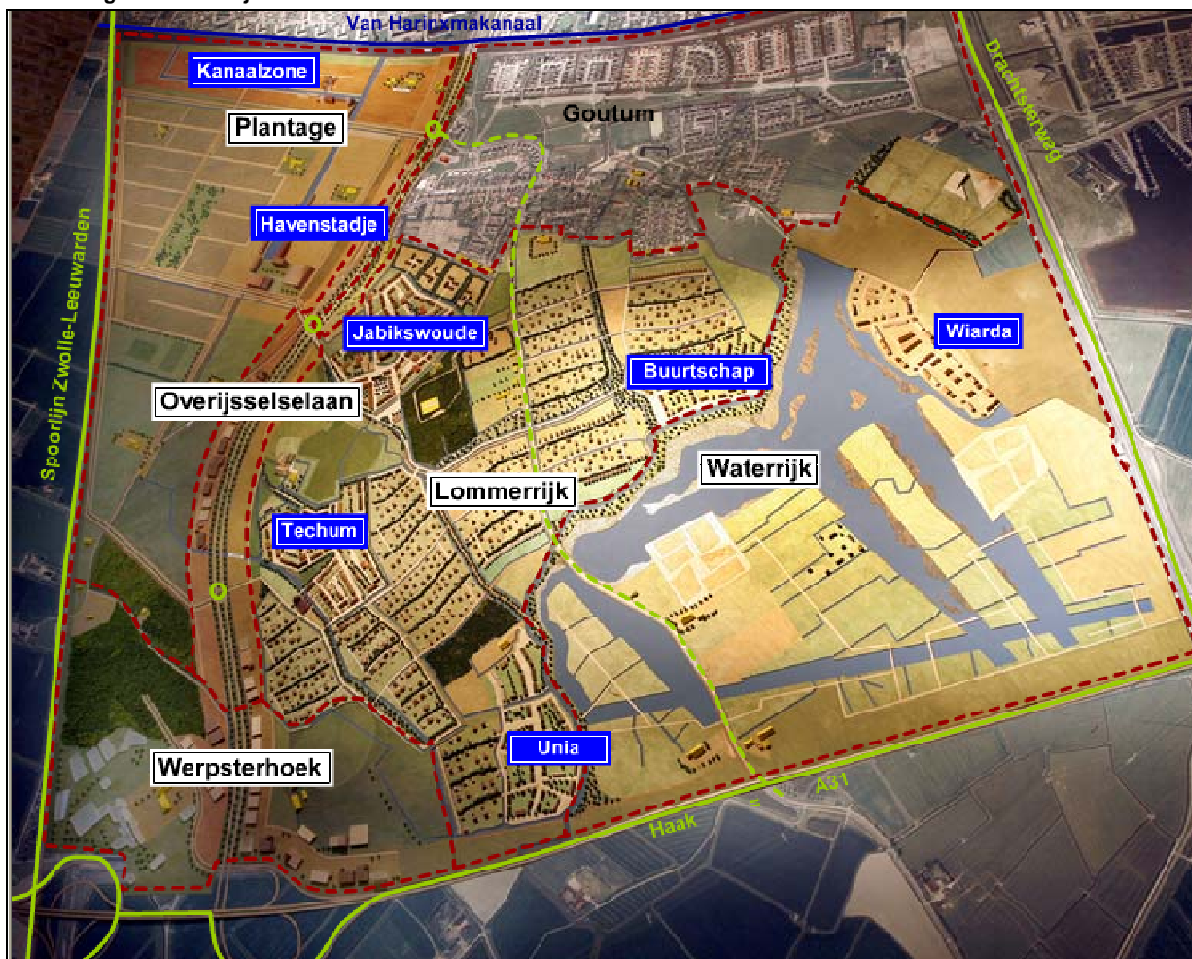 Van Harinxmakanaal
Kanaalzone
Plantage
Goutum
Drachtsterweg
Havenstadje
Spoorlijn Zwolle-Leeuwarden
Jabikswoude
Wiarda
Buurtschap
Overijsselselaan
Waterrijk
Lommerrijk
Techum
Unia
Werpsterhoek
A31
Haak